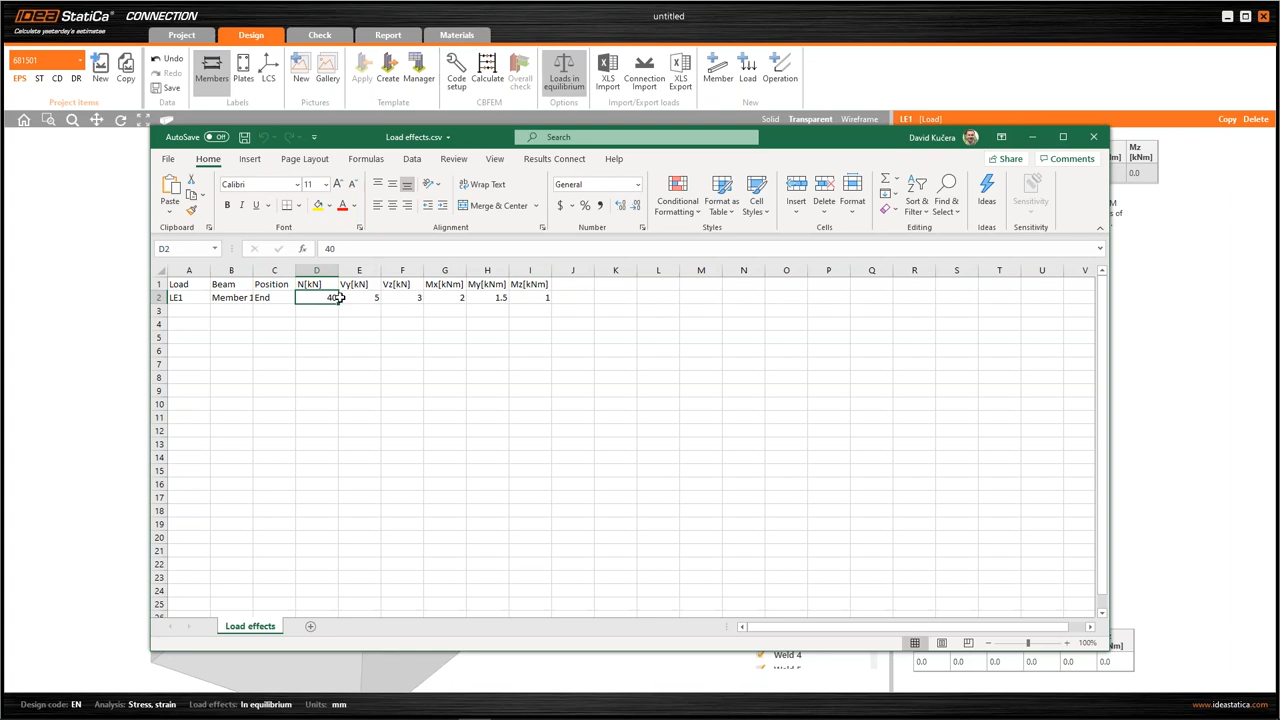 IDEA StatiCa® CONNECTION
Calculate yesterday's estimates
untitled
Project Design Check Report Materials
681501
EPS ST CD DR
New Copy
Undo
Redo
Save
Members Plates LCS
New Gallery
Apply Create Manager
Code setup Calculate Overall check
Loads in equilibrium
XLS Import Connection Import XLS Export
Member Load Operation
Project items Data Labels Pictures Template CBFEM Options Import/Export loads New
Solid Transparent Wireframe LE1 [Load] Copy Delete
AutoSave Off Load effects.csv Search David Kučera
File Home Insert Page Layout Formulas Data Review View Results Connect Help Share Comments
Paste
Calibri 11
B I U
Wrap Text
Merge & Center
General
Conditional Formatting Format as Table Cell Styles
Insert Delete Format
Sort & Filter Find & Select
Ideas
Sensitivity
Clipboard Font Alignment Number Styles Cells Editing Ideas Sensitivity
D2 fx 40
A B C D E F G H I J K L M N O P Q R S T U V
1 Load Beam Position N[kN] Vy[kN] Vz[kN] Mx[kNm] My[kNm] Mz[kNm]
2 LE1 Member 1 End 40 5 3 2 1.5 1
3
4
5
6
7
8
9
10
11
12
13
14
15
16
17
18
19
20
21
22
23
24
25
Load effects
100%
Mz
[kNm]
0.0
M
s of
Weld 4
Nm]
0.0 0.0 0.0 0.0 0.0 0.0
Design code: EN Analysis: Stress, strain Load effects: In equilibrium Units: mm www.ideastatica.com